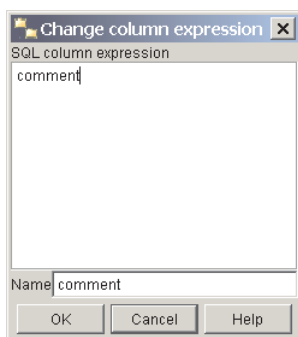 Change column expression
SQL column expression
comment
Name comment
OK Cancel Help